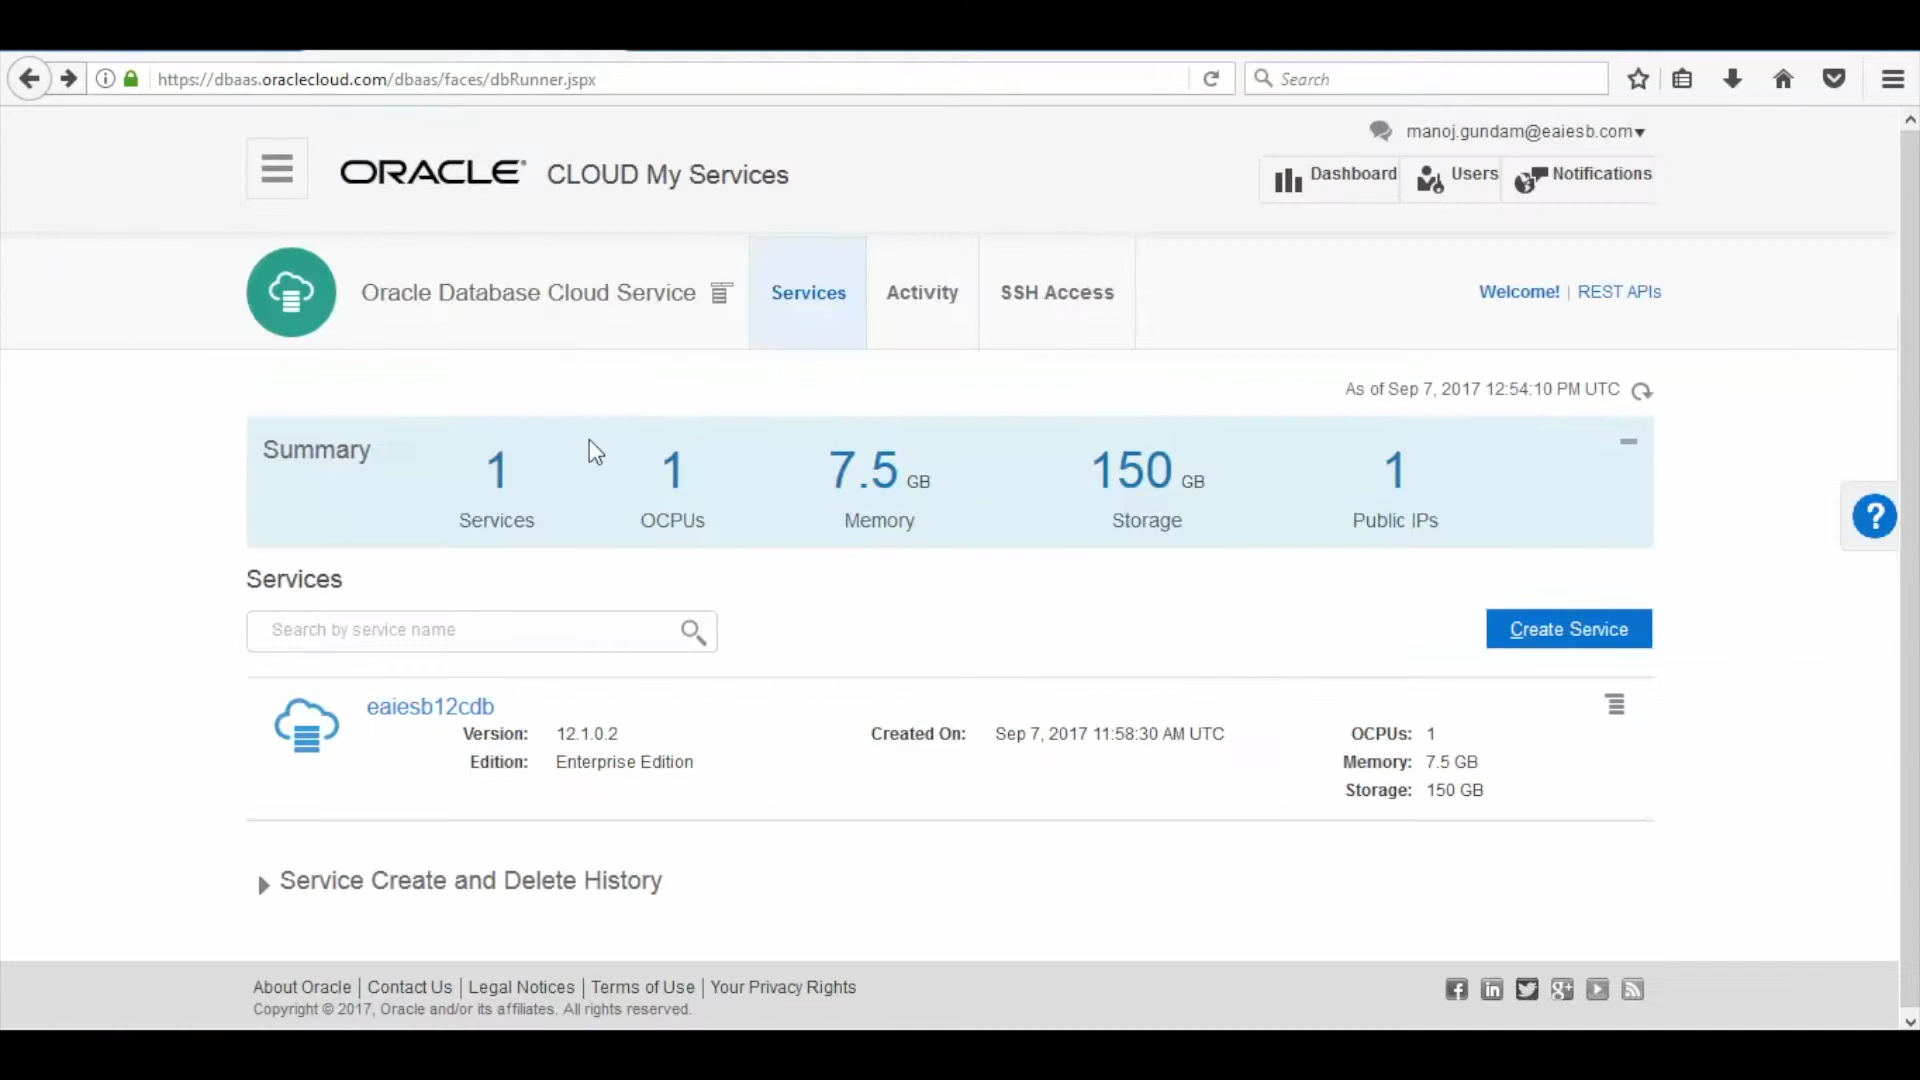 https://dbaas.oraclecloud.com/dbaas/faces/dbRunner.jspx
Search
manoj.gundam@eaiesb.com
ORACLE® CLOUD My Services
Dashboard Users Notifications
Oracle Database Cloud Service
Services Activity SSH Access
Welcome! | REST APIs
As of Sep 7, 2017 12:54:10 PM UTC
Summary
1 1 7.5 GB 150 GB 1
Services OCPUs Memory Storage Public IPs
?
Services
Search by service name
Create Service
eaiesb12cdb
Version: 12.1.0.2 Created On: Sep 7, 2017 11:58:30 AM UTC OCPUs: 1
Edition: Enterprise Edition Memory: 7.5 GB
Storage: 150 GB
Service Create and Delete History
About Oracle | Contact Us | Legal Notices | Terms of Use | Your Privacy Rights
Copyright © 2017, Oracle and/or its affiliates. All rights reserved.